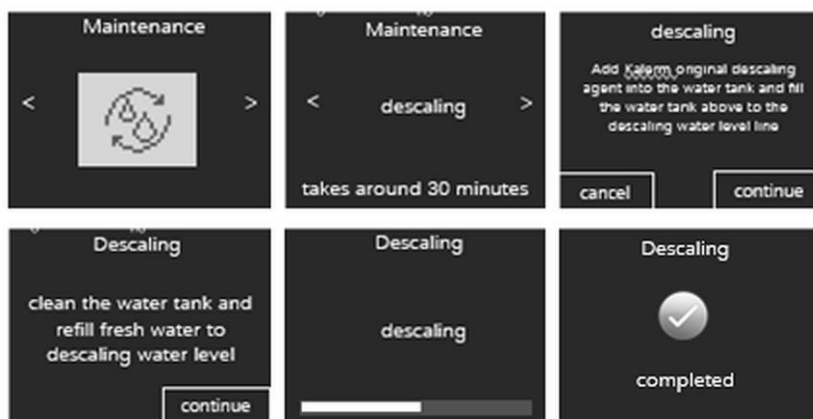 Maintenance
<
>
Maintenance
<
descaling
>
takes around 30 minutes
descaling
Add Kalerm original descaling
agent into the water tank and fill
the water tank above to the
descaling water level line
cancel
continue
Descaling
clean the water tank and
refill fresh water to
descaling water level
continue
Descaling
descaling
Descaling
completed